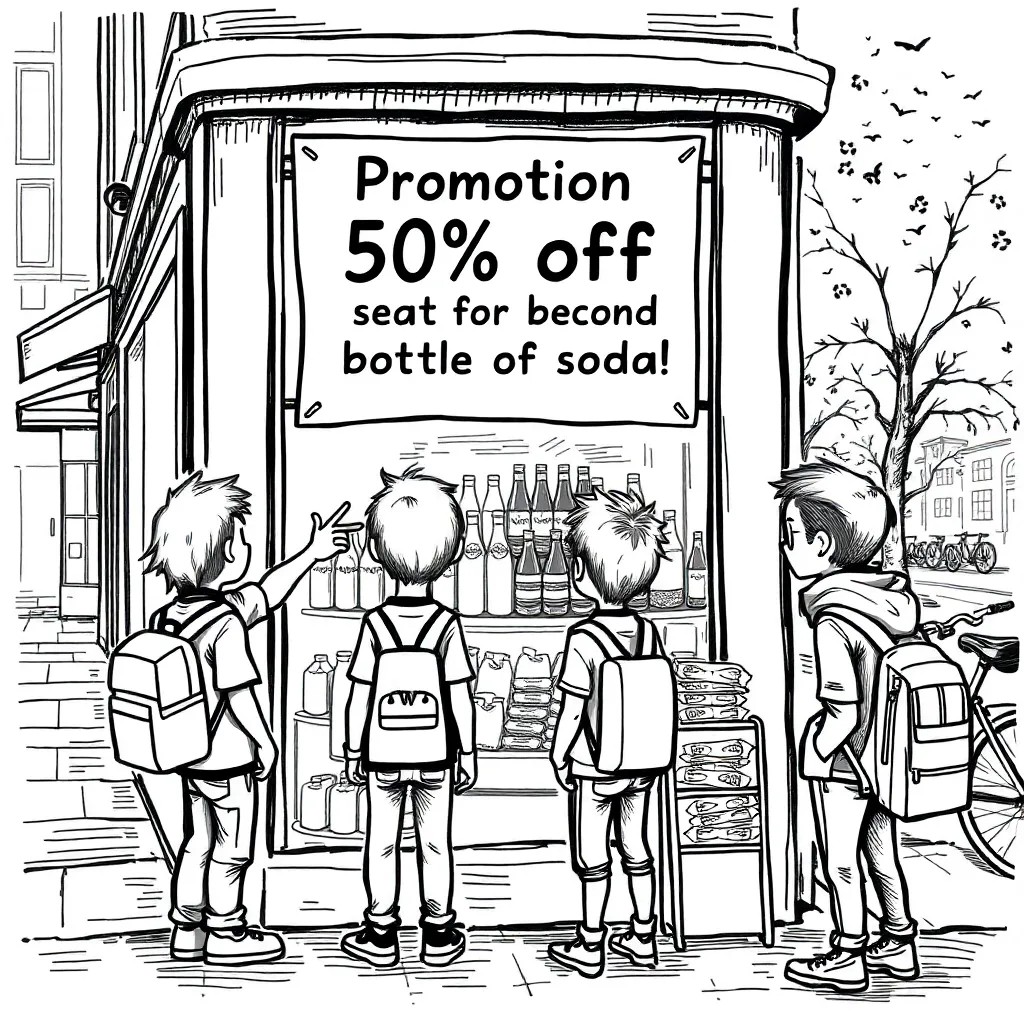 Promotion
50% off
seat for becond
bottle of soda!
W